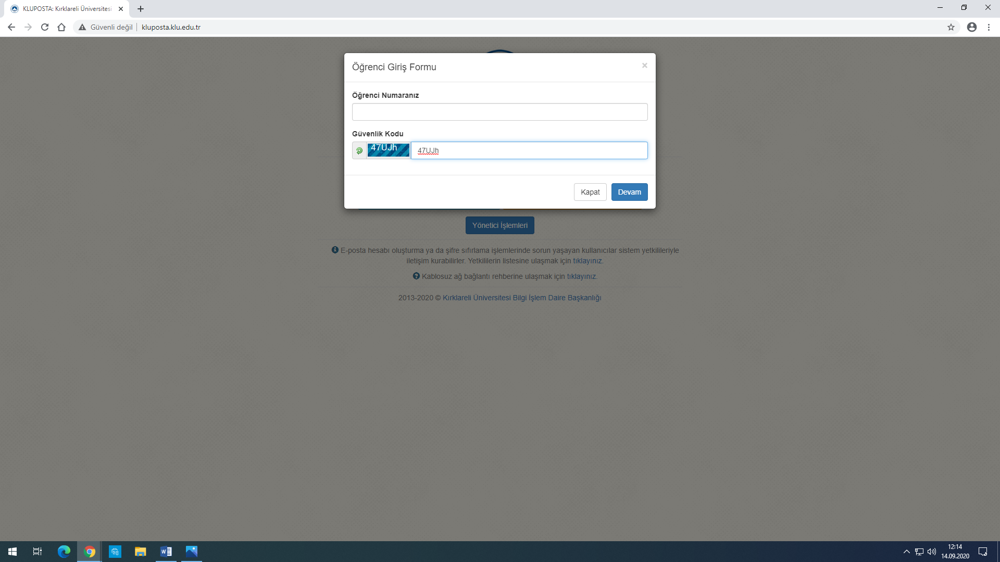 KLUPOSTA: Kırklareli Üniversitesi
Güvenli değil
kluposta.klu.edu.tr
Öğrenci Giriş Formu
×
Öğrenci Numaranız
Güvenlik Kodu
47UJh
47UJh
Kapat
Devam
Yönetici İşlemleri
E-posta hesabı oluşturma ya da şifre sıfırlama işlemlerinde sorun yaşayan kullanıcılar sistem yetkilileriyle
iletişim kurabilirler. Yetkililerin listesine ulaşmak için tıklayınız.
Kablosuz ağ bağlantı rehberine ulaşmak için tıklayınız.
2013-2020 © Kırklareli Üniversitesi Bilgi İşlem Daire Başkanlığı
12:14
14.09.2020